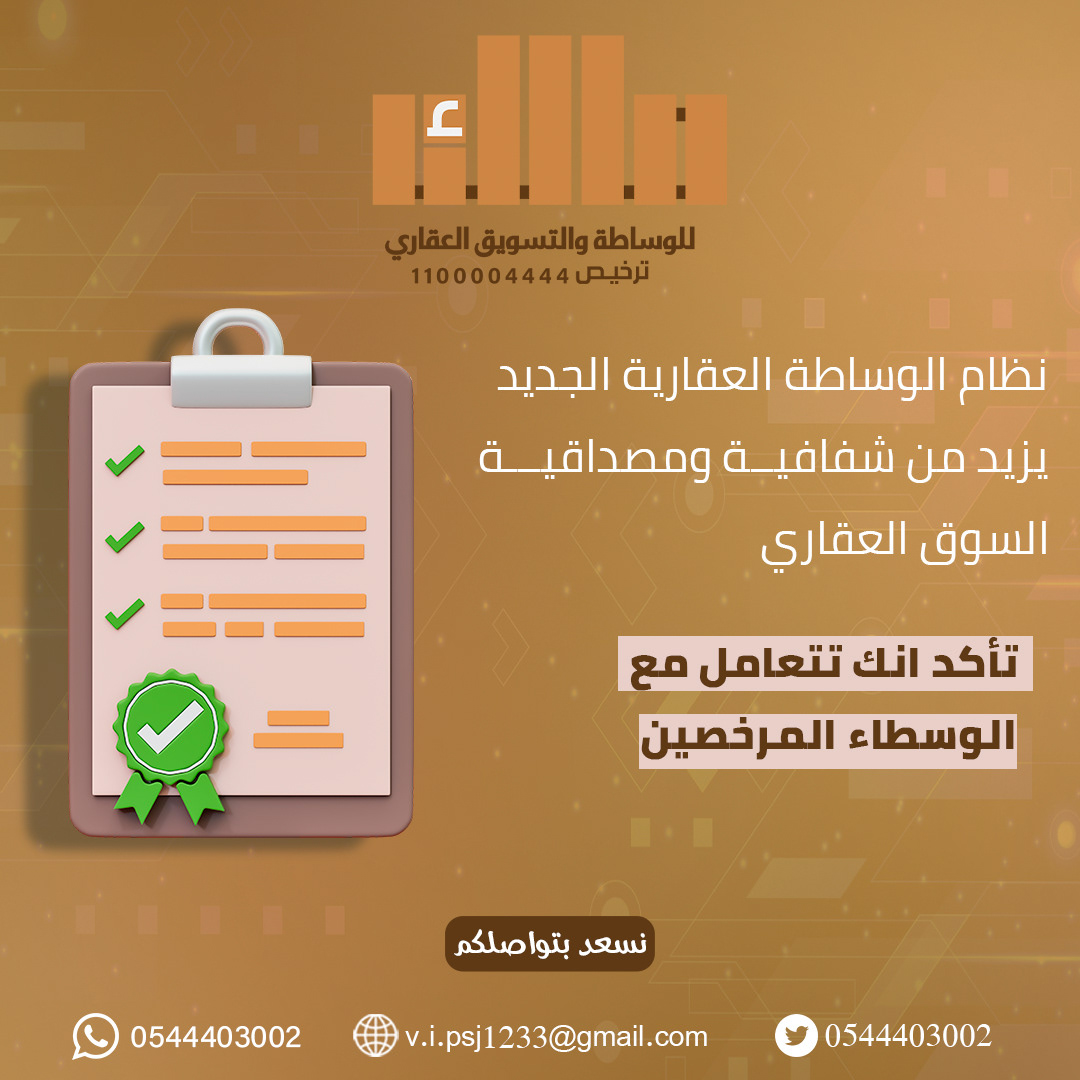 للوساطة والتسويق العقاري
ترخيص 1100004444
نظام الوساطة العقارية الجديد
يزيد من شفافيــة ومصداقيــة
السوق العقاري
تأكد انك تتعامل مع
الوسطاء المرخصين
نسعد بتواصلكم
0544403002
v.i.psj1233@gmail.com
0544403002